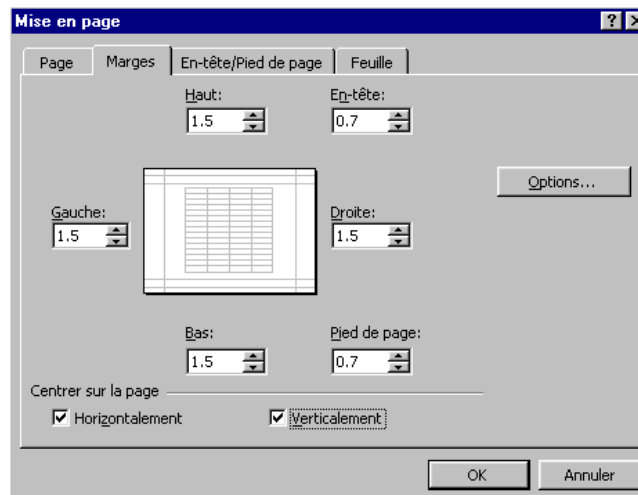 Mise en page
Page Marges En-tête/Pied de page Feuille
Haut: En-tête:
1.5 0.7
Options...
Gauche: Droite:
1.5 1.5
Bas: Pied de page:
1.5 0.7
Centrer sur la page
Horizontalement Verticalement
OK Annuler